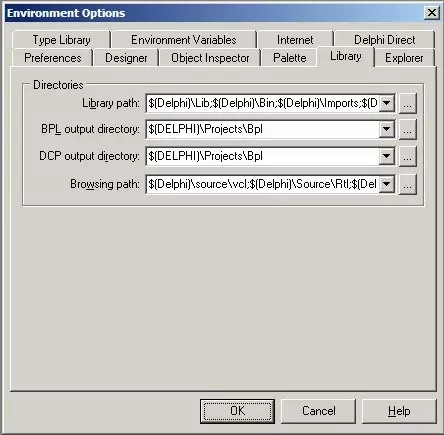 Environment Options
Type Library Environment Variables Internet Delphi Direct
Preferences Designer Object Inspector Palette Library Explorer
Directories
Library path: $(Delphi)\Lib;$(Delphi)\Bin;$(Delphi)\Imports;$(D ...
BPL output directory: $(DELPHI)\Projects\Bpl ...
DCP output directory: $(DELPHI)\Projects\Bpl ...
Browsing path: $(Delphi)\source\vcl;$(Delphi)\Source\Rtl;$(Del ...
OK Cancel Help